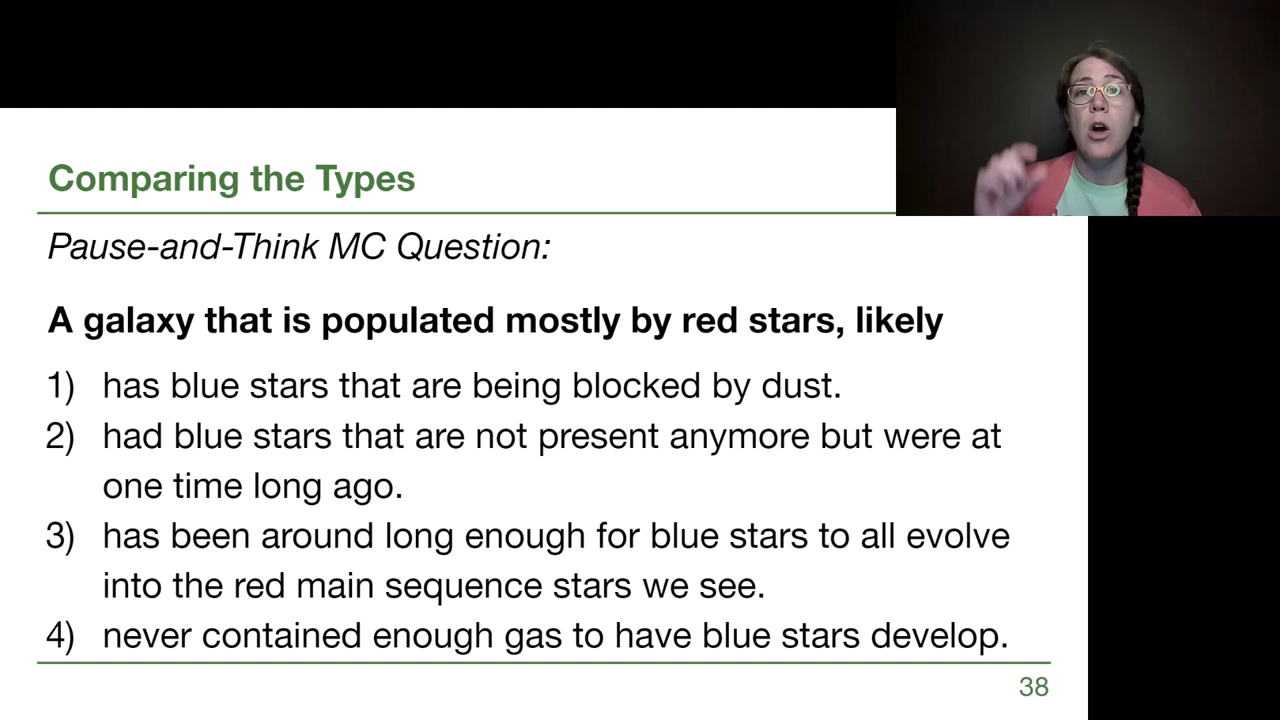 Comparing the Types
Pause-and-Think MC Question:
A galaxy that is populated mostly by red stars, likely
1) has blue stars that are being blocked by dust.
2) had blue stars that are not present anymore but were at
one time long ago.
3) has been around long enough for blue stars to all evolve
into the red main sequence stars we see.
4) never contained enough gas to have blue stars develop.
38